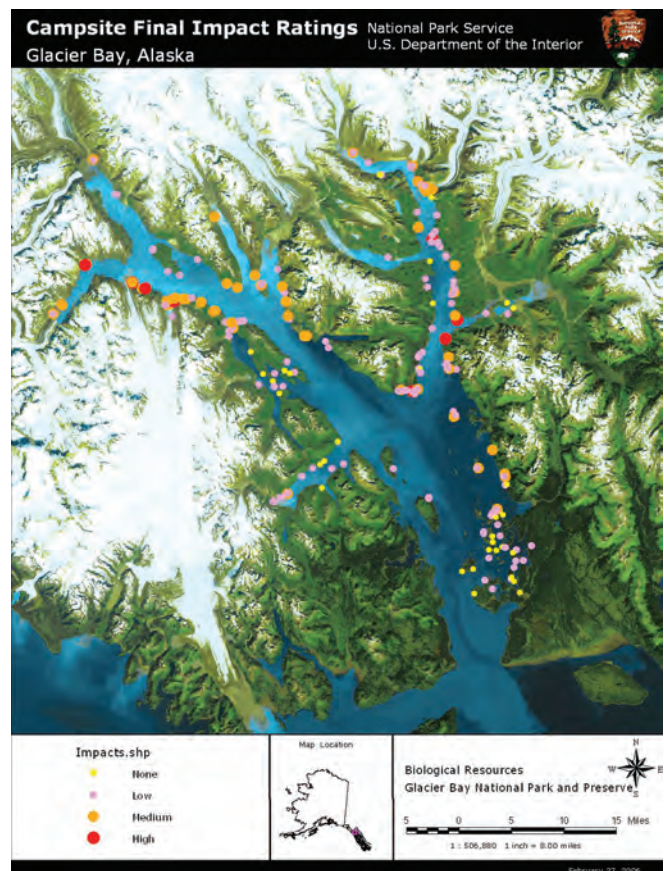 Campsite Final Impact Ratings
National Park Service
U.S. Department of the Interior
Glacier Bay, Alaska
Impacts.shp
None
Low
Medium
High
Map Location
Biological Resources
Glacier Bay National Park and Preserve
N
W
E
S
5 0 5 10 15 Miles
1 : 506,880 1 inch = 8.00 miles